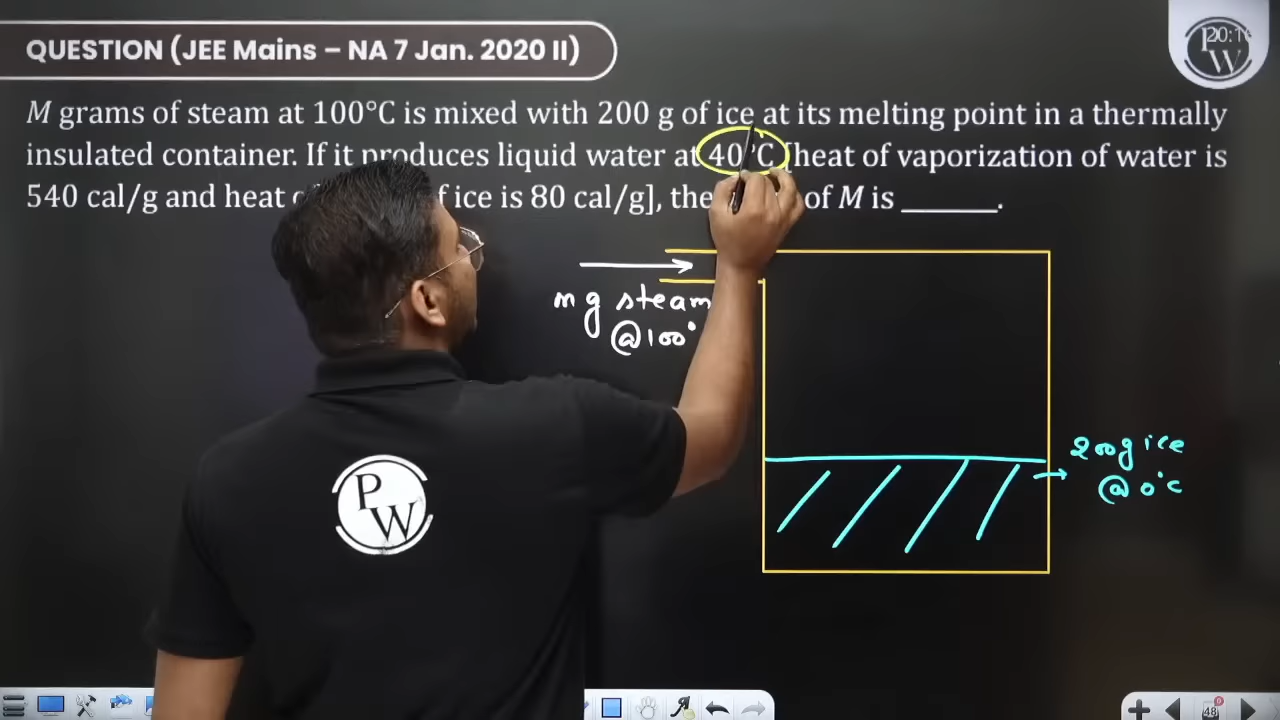 QUESTION (JEE Mains – NA 7 Jan. 2020 II)
M grams of steam at 100°C is mixed with 200 g of ice at its melting point in a thermally
insulated container. If it produces liquid water at 40°C [heat of vaporization of water is
540 cal/g and heat of ice is 80 cal/g], the of M is ______.
m g steam
@100°
200g ice
@ 0°C
P
W
PW
48